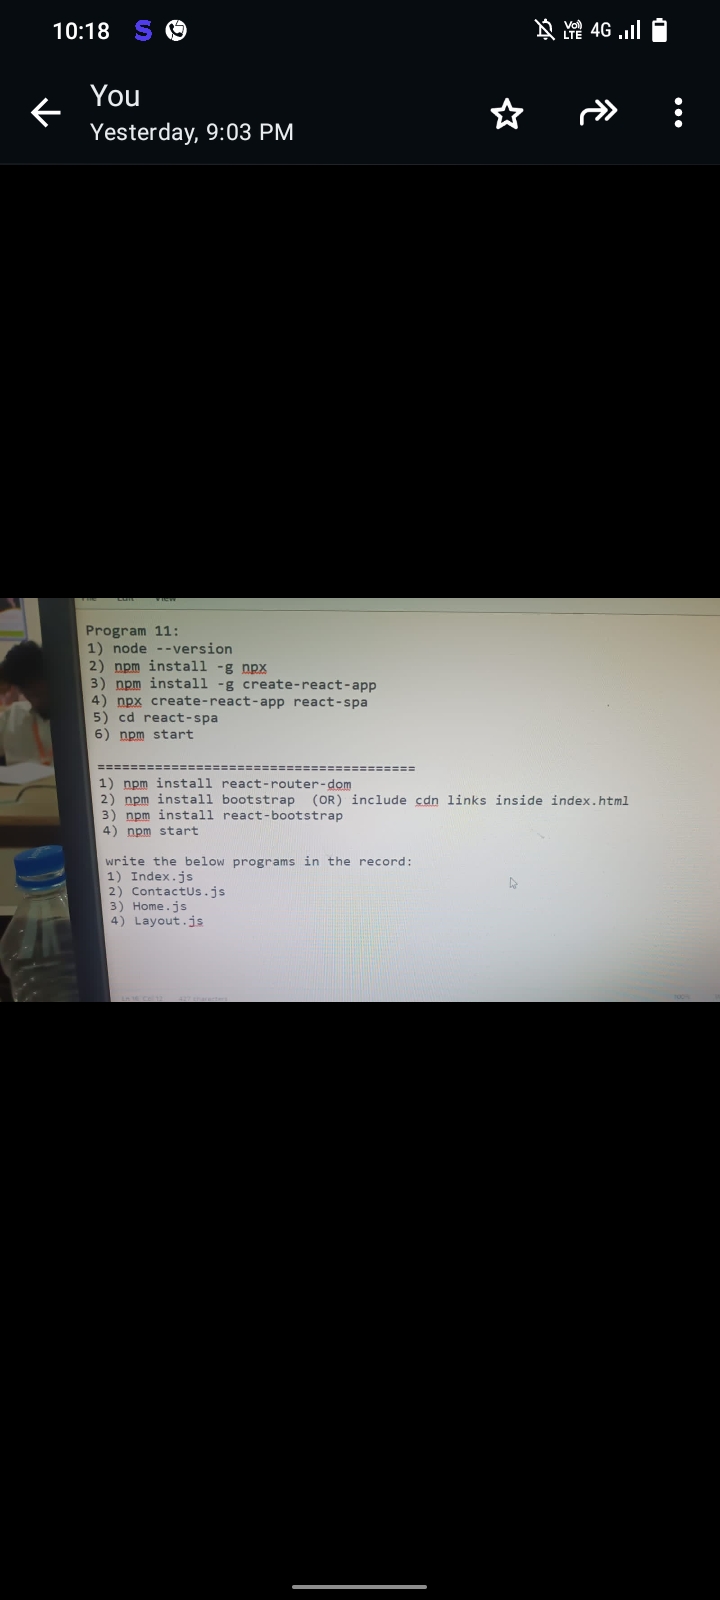 10:18 S VoI) LTE 4G
You
Yesterday, 9:03 PM
File Edit View
Program 11:
1) node --version
2) npm install -g npx
3) npm install -g create-react-app
4) npx create-react-app react-spa
5) cd react-spa
6) npm start
=======================================
1) npm install react-router-dom
2) npm install bootstrap (OR) include cdn links inside index.html
3) npm install react-bootstrap
4) npm start
write the below programs in the record:
1) Index.js
2) ContactUs.js
3) Home.js
4) Layout.js